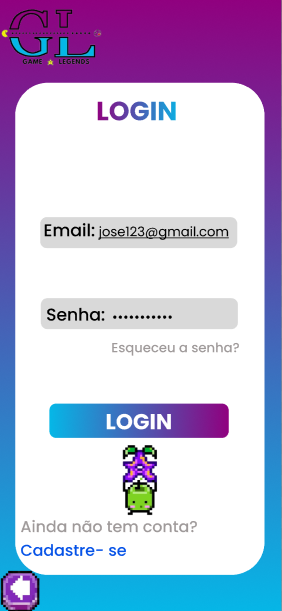 GL
GAME LEGENDS
LOGIN
Email: jose123@gmail.com
Senha: ...........
Esqueceu a senha?
LOGIN
Ainda não tem conta?
Cadastre- se